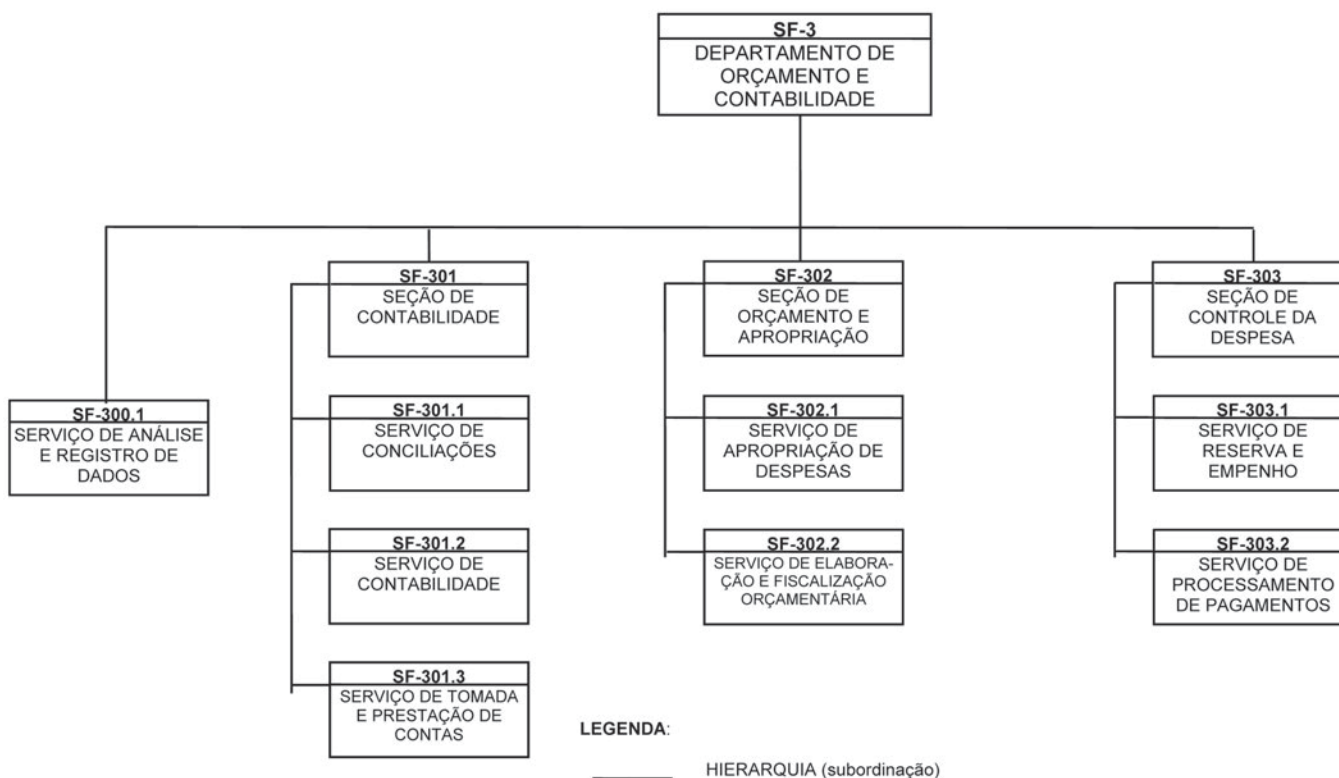 SF-3
DEPARTAMENTO DE
ORÇAMENTO E
CONTABILIDADE
SF-301
SEÇÃO DE
CONTABILIDADE
SF-302
SEÇÃO DE
ORÇAMENTO E
APROPRIAÇÃO
SF-303
SEÇÃO DE
CONTROLE DA
DESPESA
SF-300.1
SERVIÇO DE ANÁLISE
E REGISTRO DE
DADOS
SF-301.1
SERVIÇO DE
CONCILIAÇÕES
SF-302.1
SERVIÇO DE
APROPRIAÇÃO DE
DESPESAS
SF-303.1
SERVIÇO DE
RESERVA E
EMPENHO
SF-301.2
SERVIÇO DE
CONTABILIDADE
SF-302.2
SERVIÇO DE ELABORA-
ÇÃO E FISCALIZAÇÃO
ORÇAMENTÁRIA
SF-303.2
SERVIÇO DE
PROCESSAMENTO
DE PAGAMENTOS
SF-301.3
SERVIÇO DE TOMADA
E PRESTAÇÃO DE
CONTAS
LEGENDA:
HIERARQUIA (subordinação)